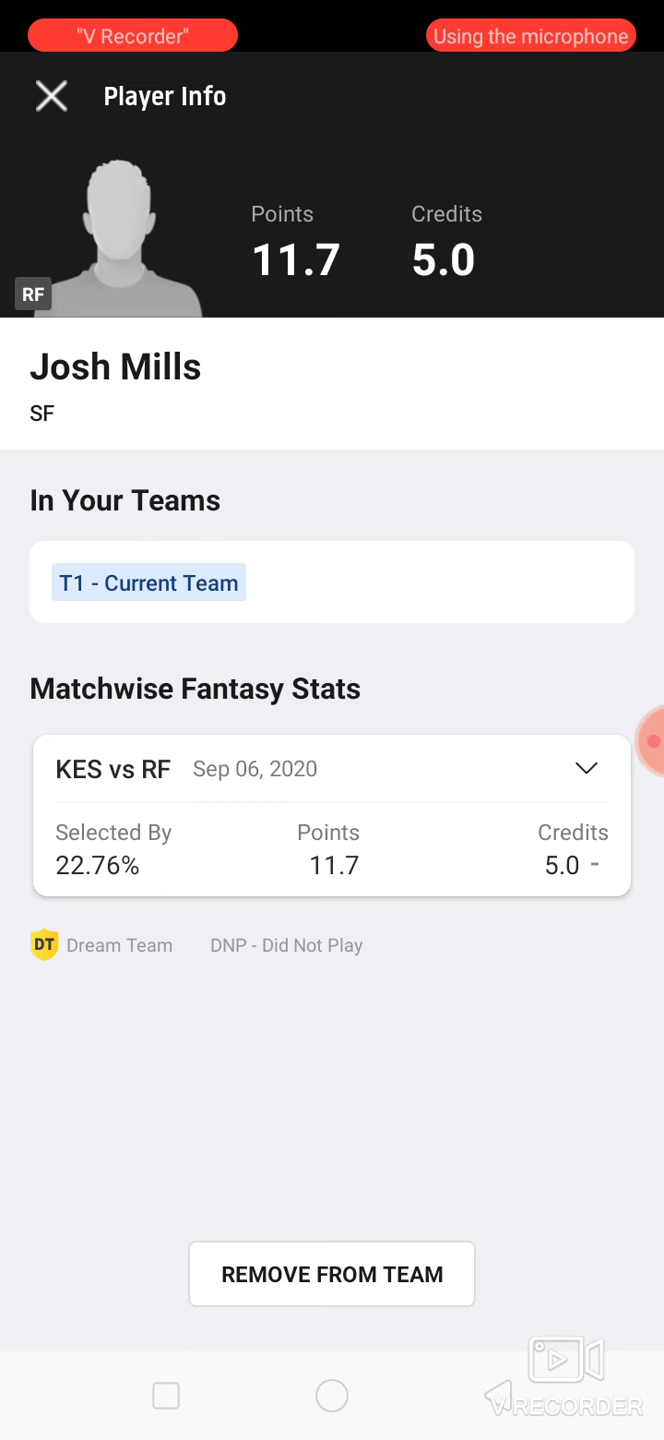 "V Recorder" Using the microphone
Player Info
Points Credits
11.7 5.0
RF
Josh Mills
SF
In Your Teams
T1 - Current Team
Matchwise Fantasy Stats
KES vs RF Sep 06, 2020
Selected By Points Credits
22.76% 11.7 5.0 -
DT Dream Team DNP - Did Not Play
REMOVE FROM TEAM
VRECORDER